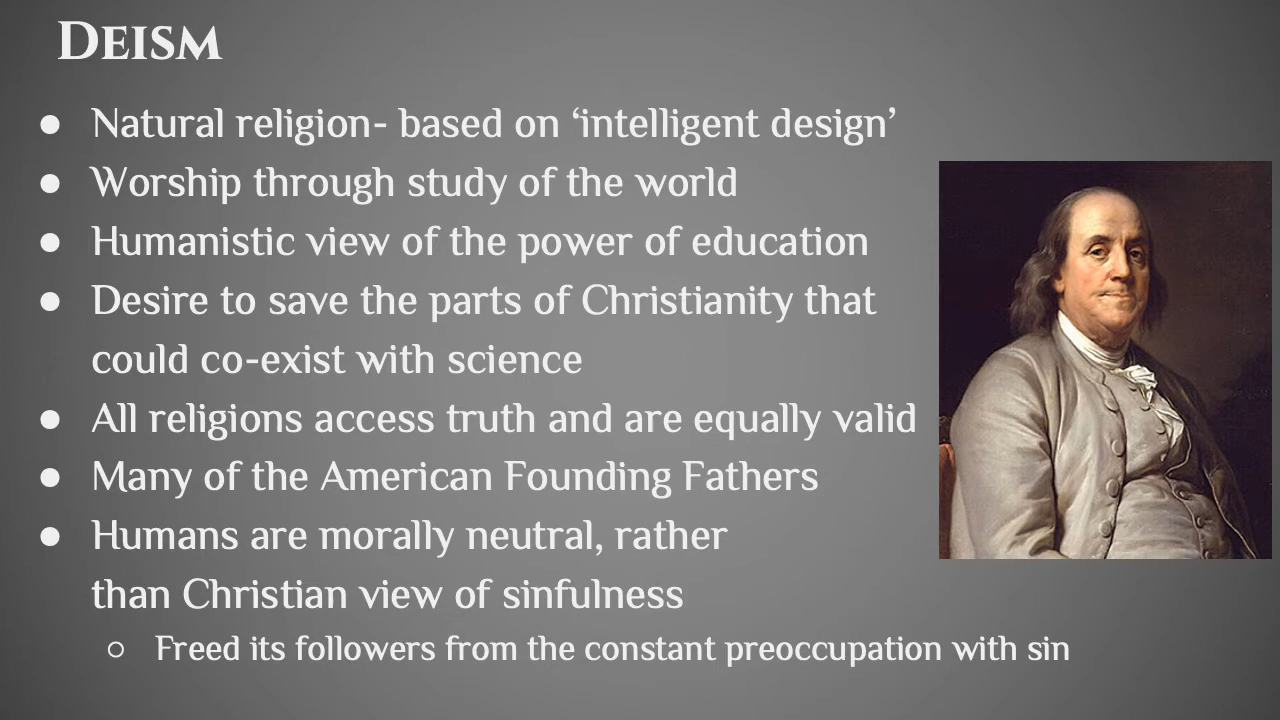 Deism
● Natural religion- based on ‘intelligent design’
● Worship through study of the world
● Humanistic view of the power of education
● Desire to save the parts of Christianity that
could co-exist with science
● All religions access truth and are equally valid
● Many of the American Founding Fathers
● Humans are morally neutral, rather
than Christian view of sinfulness
○ Freed its followers from the constant preoccupation with sin